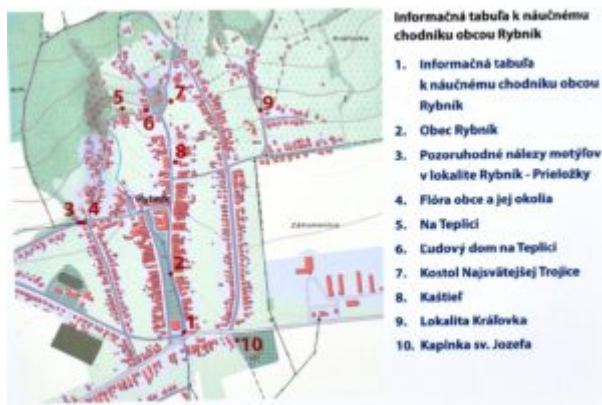 Informačná tabuľa k náučnému
chodníku obcou Rybník
1. Informačná tabuľa
k náučnému chodníku obcou
Rybník
2. Obec Rybník
3. Pozoruhodné nálezy motýľov
v lokalite Rybník - Prieložky
4. Flóra obce a jej okolia
5. Na Teplici
6. Ľudový dom na Teplici
7. Kostol Najsvätejšej Trojice
8. Kaštieľ
9. Lokalita Kráľovka
10. Kaplnka sv. Jozefa
5
6
7
9
8
3 4
Rybník
2
1
10